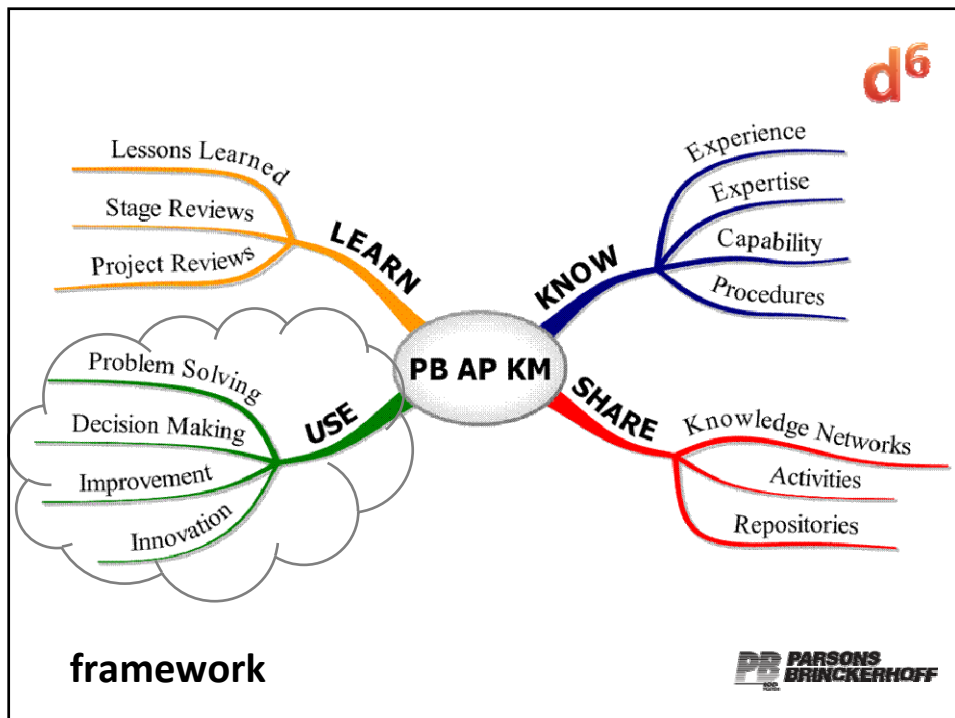 d6
Lessons Learned
Stage Reviews
Project Reviews
LEARN
Experience
Expertise
Capability
Procedures
KNOW
PB AP KM
Problem Solving
Decision Making
Improvement
Innovation
USE
SHARE
Knowledge Networks
Activities
Repositories
framework
PB PARSONS
BRINCKERHOFF